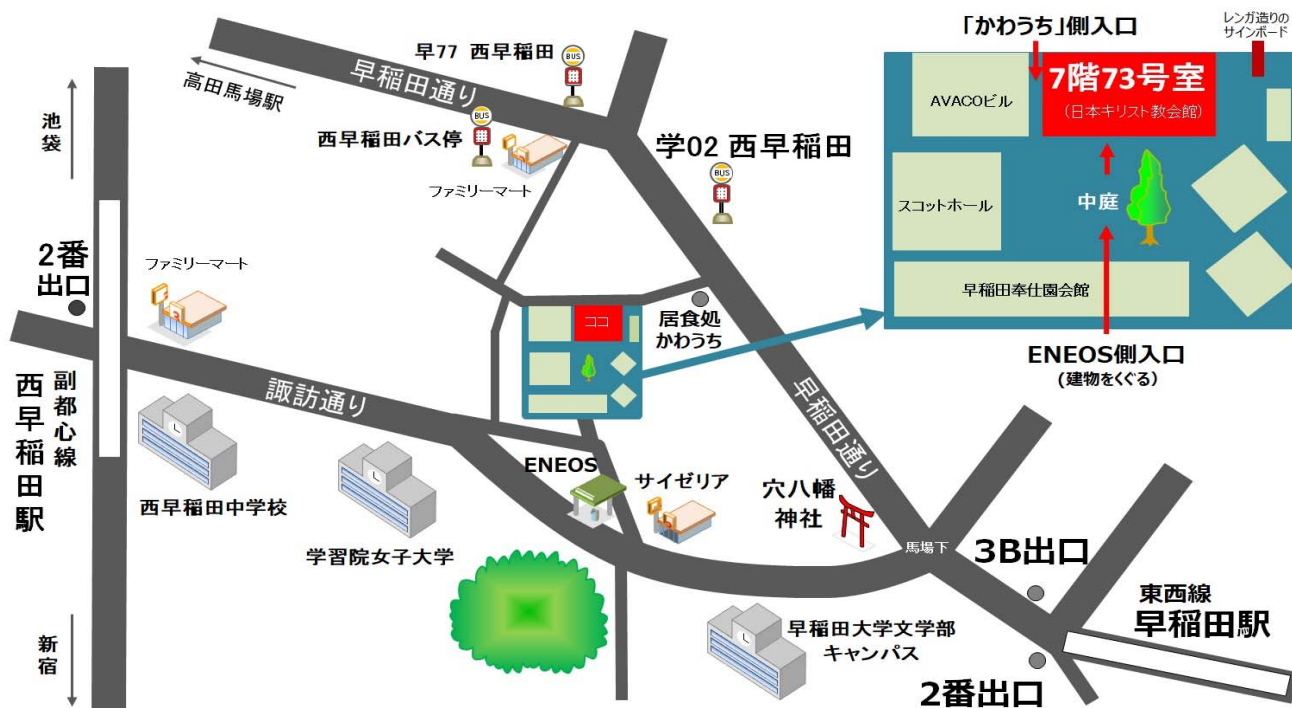 早77 西早稲田
早稲田通り
高田馬場駅
西早稲田バス停
ファミリーマート
学02 西早稲田
池袋
2番
出口
ファミリーマート
副都心線
西早稲田駅
新宿
諏訪通り
西早稲田中学校
学習院女子大学
ココ
居食処
かわうち
早稲田通り
ENEOS
サイゼリア
穴八幡
神社
馬場下
3B出口
東西線
早稲田駅
2番出口
早稲田大学文学部
キャンパス
「かわうち」側入口
レンガ造りの
サインボード
AVACOビル
7階73号室
(日本キリスト教会館)
スコットホール
中庭
早稲田奉仕園会館
ENEOS側入口
(建物をくぐる)
BUS
BUS
BUS